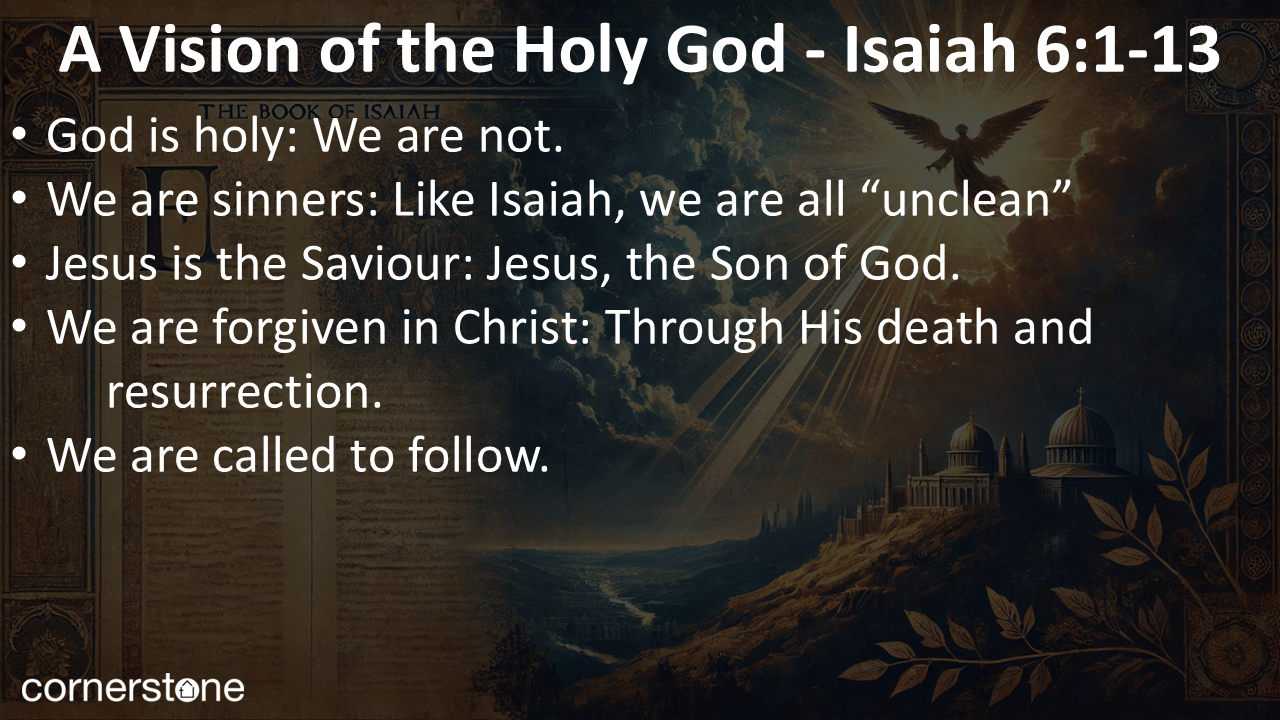 A Vision of the Holy God - Isaiah 6:1-13
THE BOOK OF ISAIAH
• God is holy: We are not.
• We are sinners: Like Isaiah, we are all “unclean”
• Jesus is the Saviour: Jesus, the Son of God.
• We are forgiven in Christ: Through His death and
resurrection.
• We are called to follow.
cornerstone